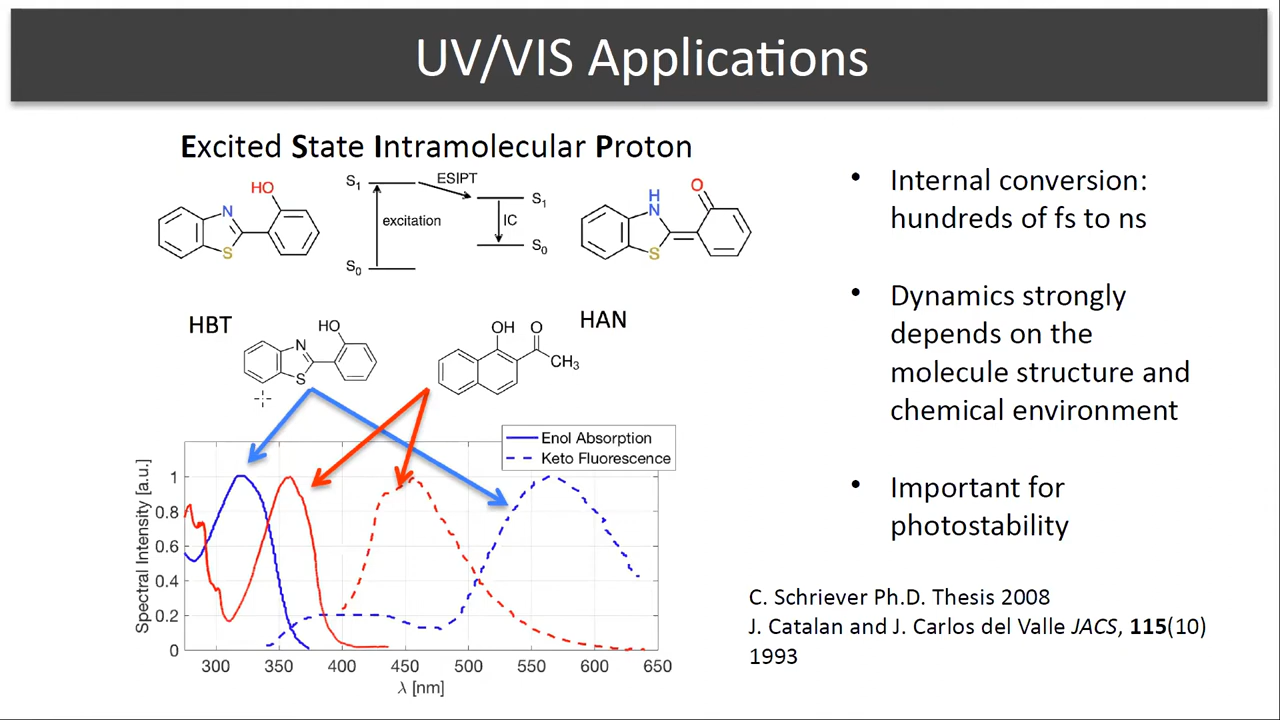 UV/VIS Applications
Excited State Intramolecular Proton
HO
N
S
S1
ESIPT
S1
excitation
IC
S0
S0
H
N
S
O
HBT
HO
N
S
OH
O
CH3
HAN
Enol Absorption
Keto Fluorescence
Spectral Intensity [a.u.]
1
0.8
0.6
0.4
0.2
0
300 350 400 450 500 550 600 650
λ [nm]
• Internal conversion:
hundreds of fs to ns
• Dynamics strongly
depends on the
molecule structure and
chemical environment
• Important for
photostability
C. Schriever Ph.D. Thesis 2008
J. Catalan and J. Carlos del Valle JACS, 115(10)
1993